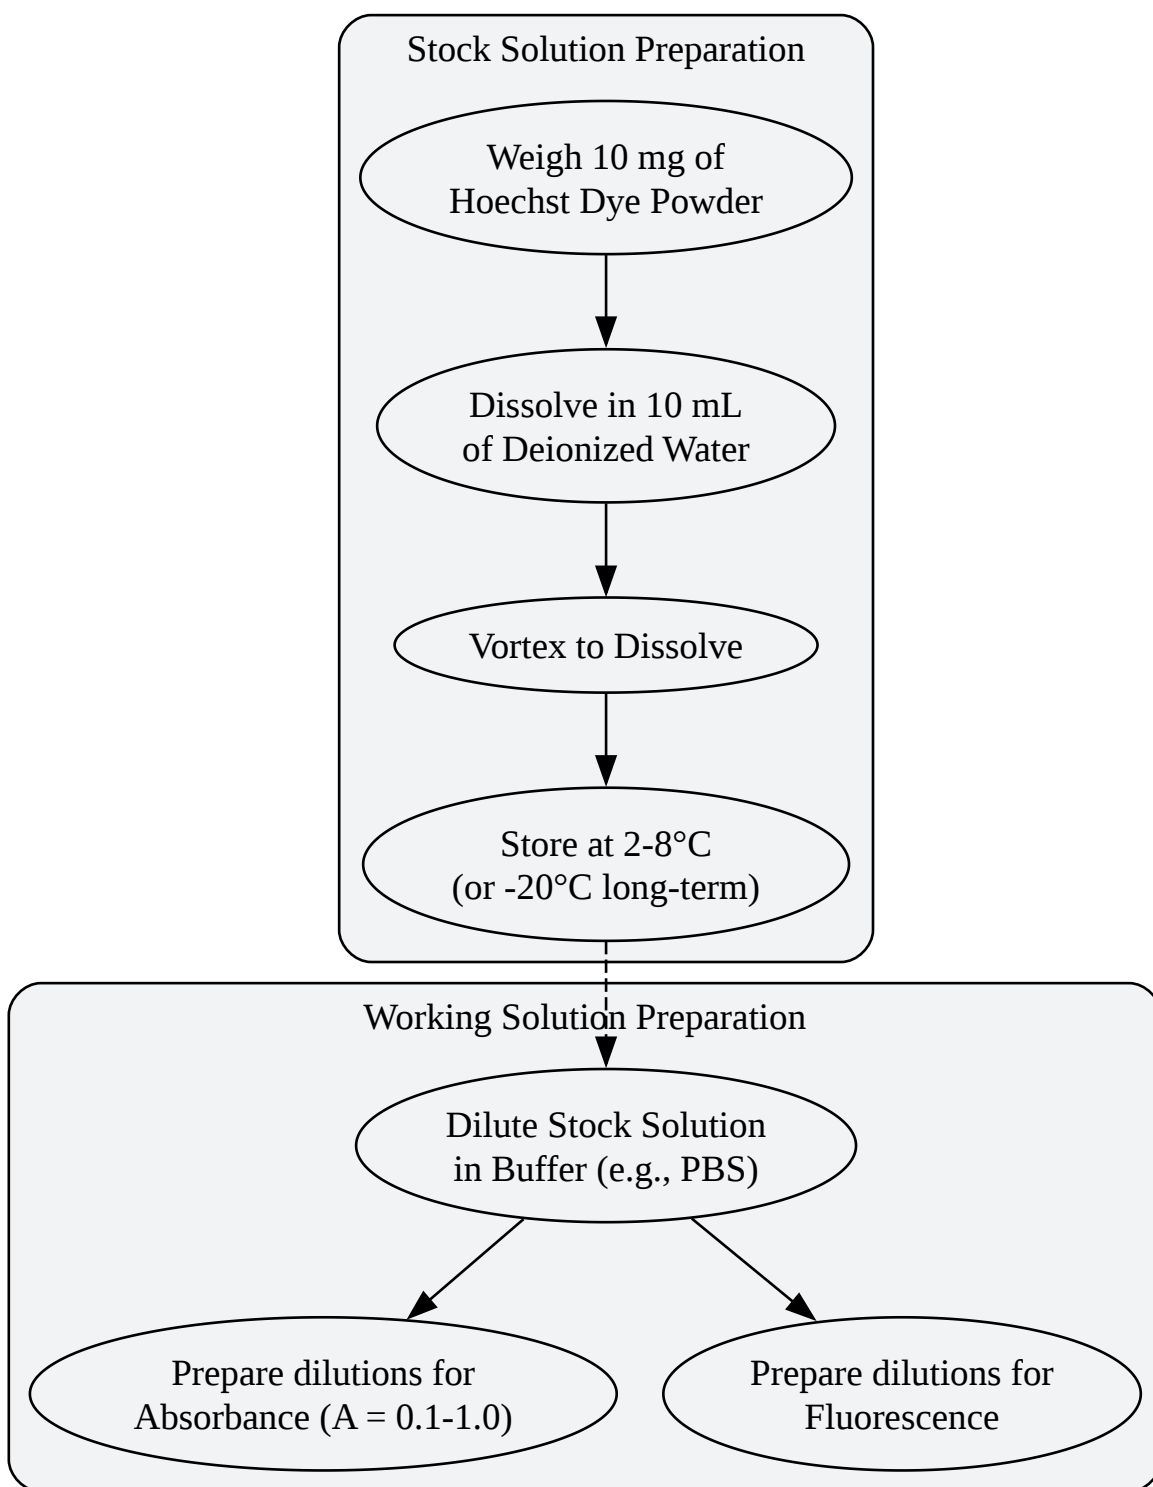 Stock Solution Preparation
Weigh 10 mg of
Hoechst Dye Powder
Dissolve in 10 mL
of Deionized Water
Vortex to Dissolve
Store at 2-8°C
(or -20°C long-term)
Working Solution Preparation
Dilute Stock Solution
in Buffer (e.g., PBS)
Prepare dilutions for
Absorbance (A = 0.1-1.0)
Prepare dilutions for
Fluorescence